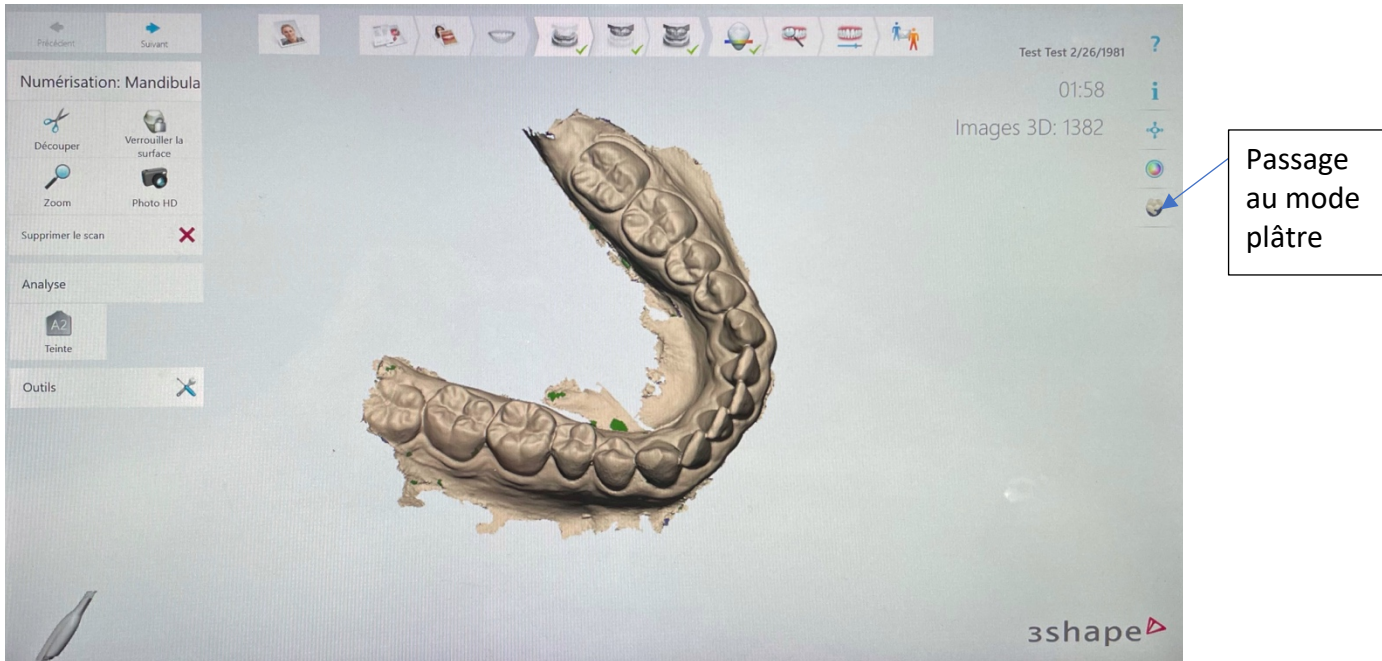 Précédent
Suivant
Test Test 2/26/1981
?
Numérisation: Mandibula
01:58
i
Images 3D: 1382
Découper
Verrouiller la
surface
Zoom
Photo HD
Supprimer le scan
Analyse
A2
Teinte
Outils
Passage
au mode
plâtre
3shape